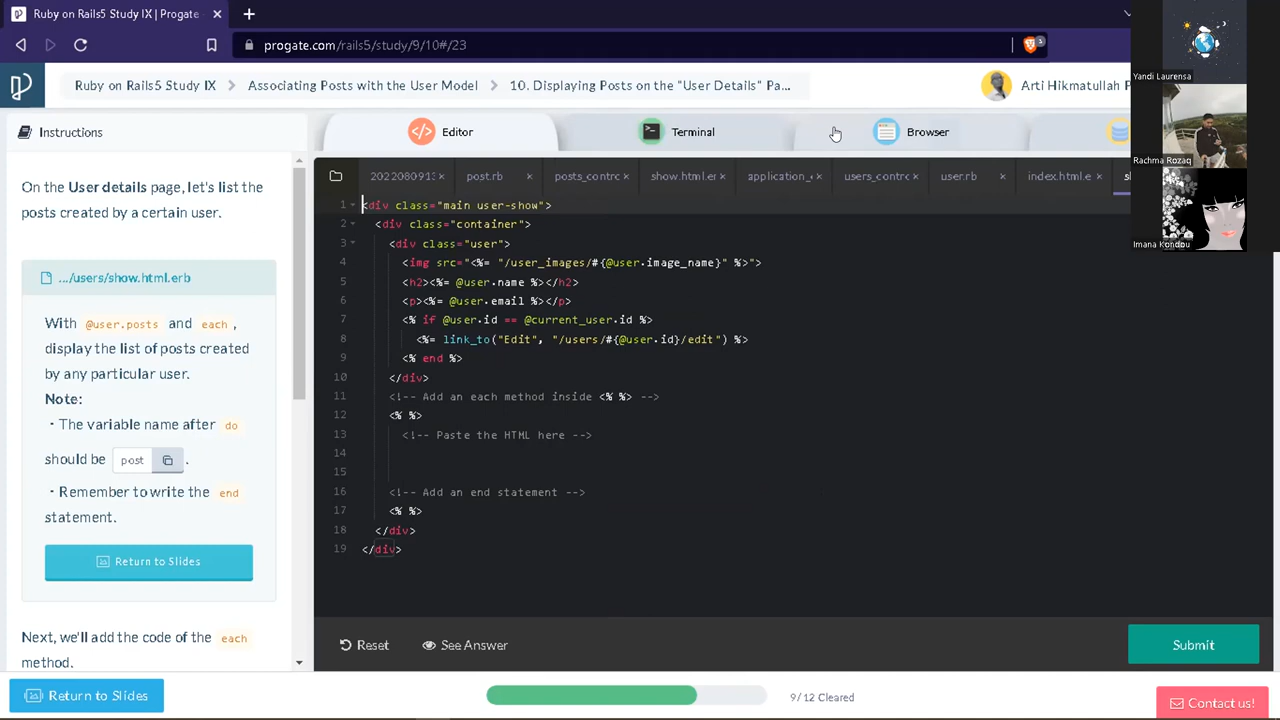 Ruby on Rails5 Study IX | Progate
progate.com/rails5/study/9/10#/23
Ruby on Rails5 Study IX
Associating Posts with the User Model
10. Displaying Posts on the "User Details" Pa...
Arti Hikmatullah P
Yandi Laurensa
Rachma Rozaq
Imana Kondou
Instructions
Editor
Terminal
Browser
On the User details page, let's list the
posts created by a certain user.
.../users/show.html.erb
With @user.posts and each ,
display the list of posts created
by any particular user.
Note:
・The variable name after do
should be post .
・Remember to write the end
statement.
Return to Slides
Next, we'll add the code of the each
method.
post.rb
posts_contrc
show.html.er
application_c
users_contrc
user.rb
index.html.e
1 <div class="main user-show">
2 <div class="container">
3 <div class="user">
4 <img src="<%= "/user_images/#{@user.image_name}" %>">
5 <h2><%= @user.name %></h2>
6 <p><%= @user.email %></p>
7 <% if @user.id == @current_user.id %>
8 <%= link_to("Edit", "/users/#{@user.id}/edit") %>
9 <% end %>
10 </div>
11 <!-- Add an each method inside <% %> -->
12 <% %>
13 <!-- Paste the HTML here -->
14
15
16 <!-- Add an end statement -->
17 <% %>
18 </div>
19 </div>
Reset
See Answer
Submit
Return to Slides
9/12 Cleared
Contact us!